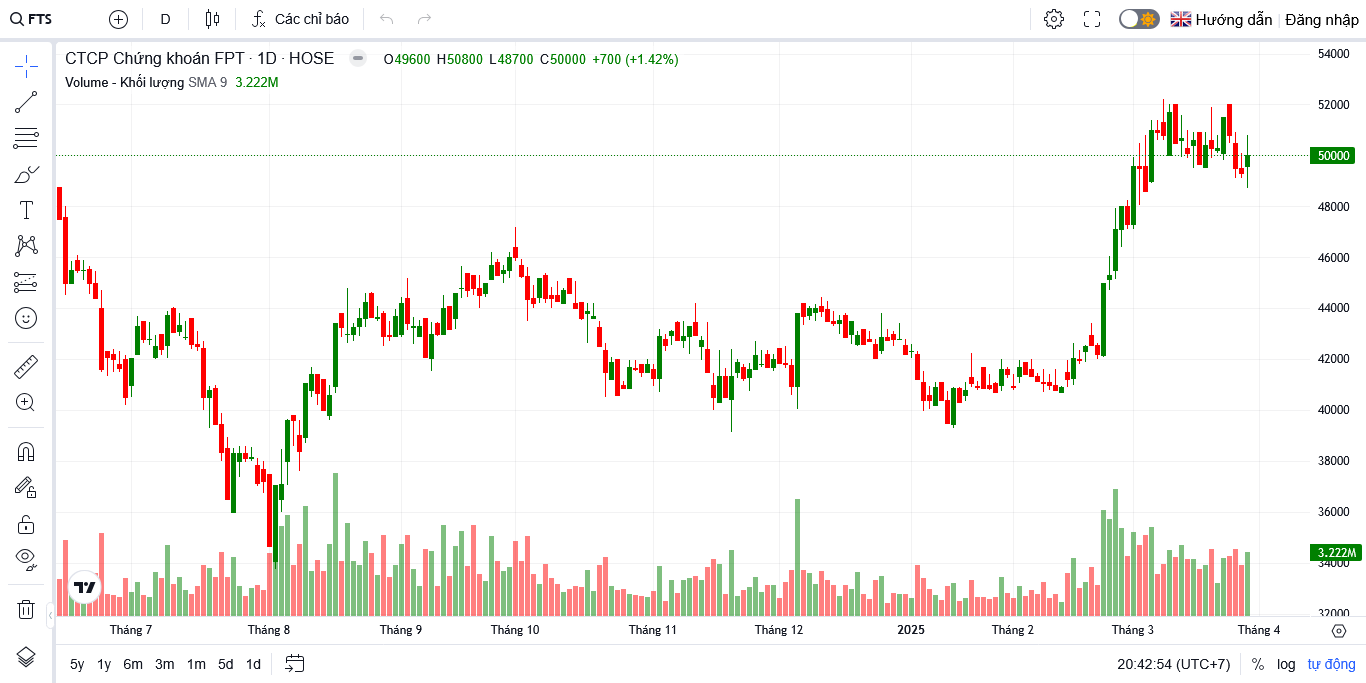 FTS D Các chỉ báo Hướng dẫn Đăng nhập
CTCP Chứng khoán FPT · 1D · HOSE O49600 H50800 L48700 C50000 +700 (+1.42%)
Volume - Khối lượng SMA 9 3.222M
54000
52000
50000
48000
46000
44000
42000
40000
38000
36000
3.222M
34000
32000
Tháng 7 Tháng 8 Tháng 9 Tháng 10 Tháng 11 Tháng 12 2025 Tháng 2 Tháng 3 Tháng 4
5y 1y 6m 3m 1m 5d 1d 20:42:54 (UTC+7) % log tự động